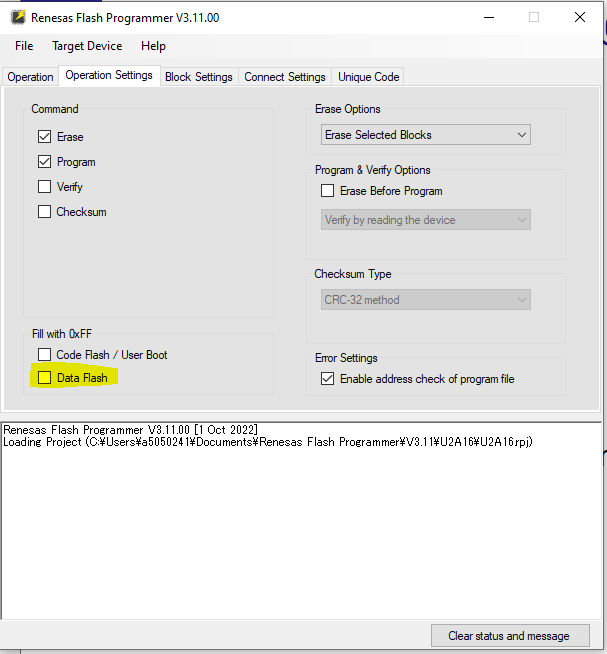 Renesas Flash Programmer V3.11.00
File Target Device Help
Operation Operation Settings Block Settings Connect Settings Unique Code
Command
Erase
Program
Verify
Checksum
Fill with 0xFF
Code Flash / User Boot
Data Flash
Erase Options
Erase Selected Blocks
Program & Verify Options
Erase Before Program
Verify by reading the device
Checksum Type
CRC-32 method
Error Settings
Enable address check of program file
Renesas Flash Programmer V3.11.00 [1 Oct 2022]
Loading Project (C:¥Users¥a5050241¥Documents¥Renesas Flash Programmer¥V3.11¥U2A16¥U2A16.rpj)
Clear status and message